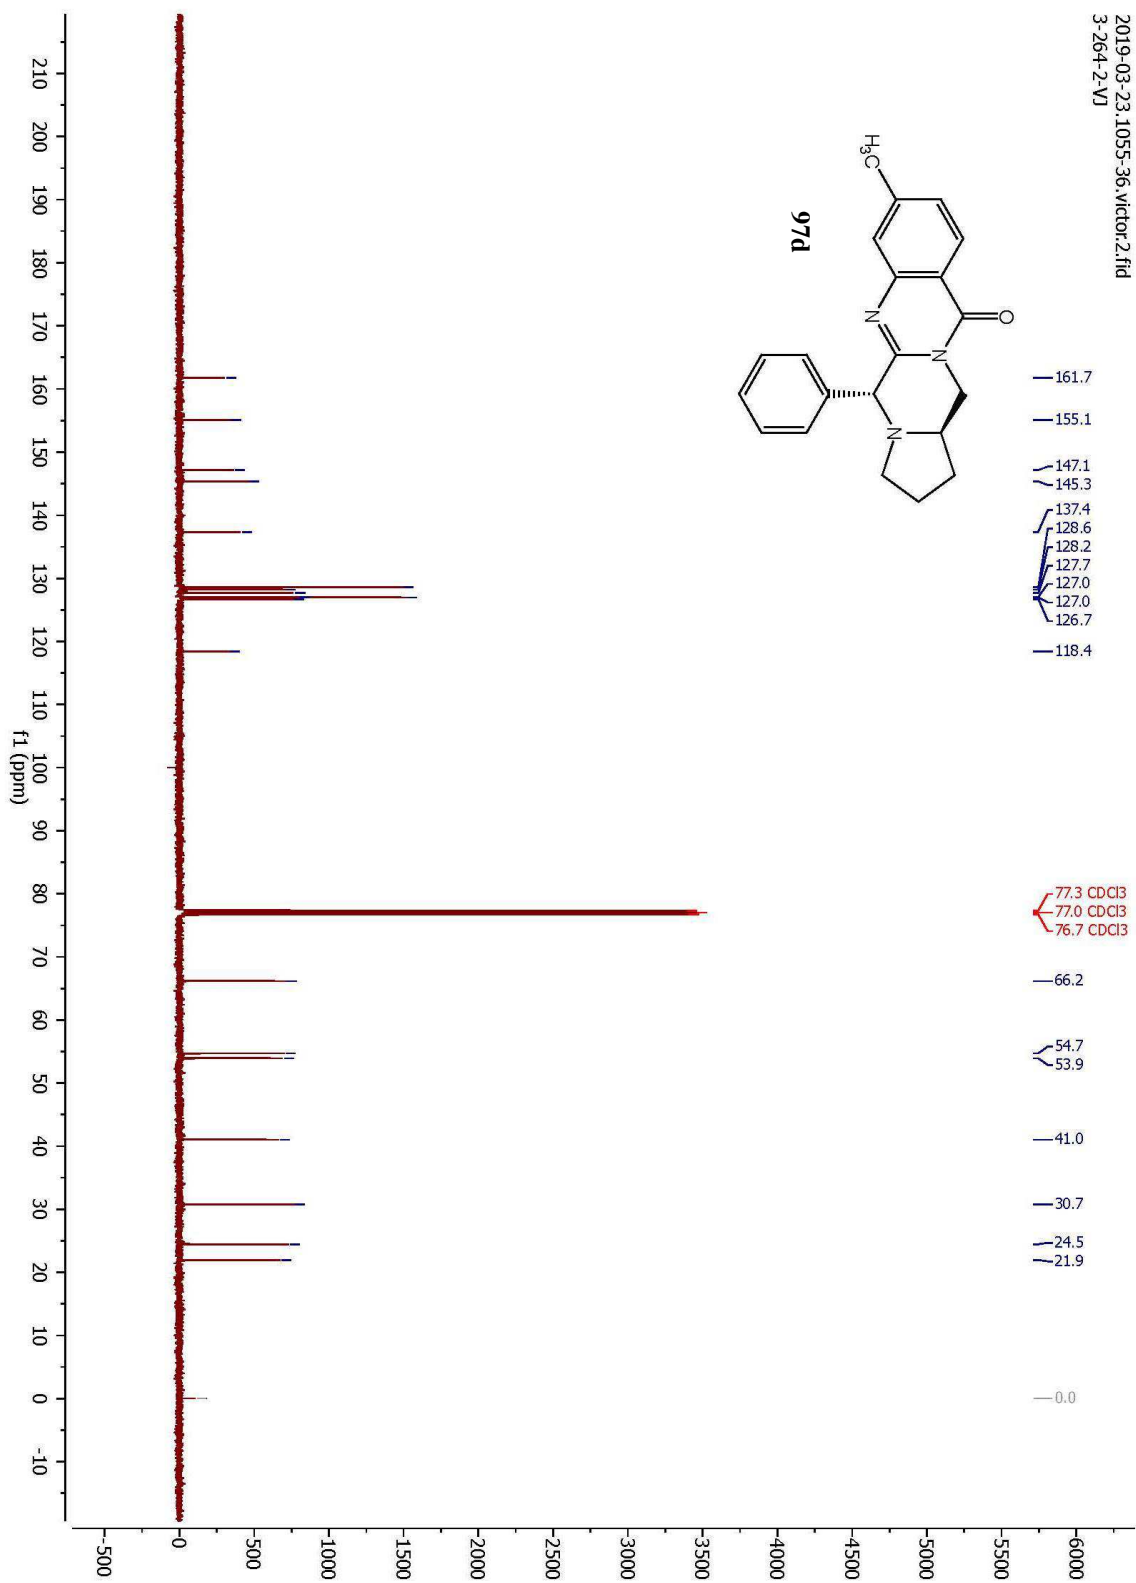 2019-03-23.1055-36.victor.2.fid
3-264-2-VJ
161.7
155.1
147.1
145.3
137.4
128.6
128.2
127.7
127.0
127.0
126.7
118.4
77.3 CDCl3
77.0 CDCl3
76.7 CDCl3
66.2
54.7
53.9
41.0
30.7
24.5
21.9
0.0
O
N
N
N
H3C
97d
6000
5500
5000
4500
4000
3500
3000
2500
2000
1500
1000
500
0
-500
210 200 190 180 170 160 150 140 130 120 110 100 90 80 70 60 50 40 30 20 10 0 -10
f1 (ppm)